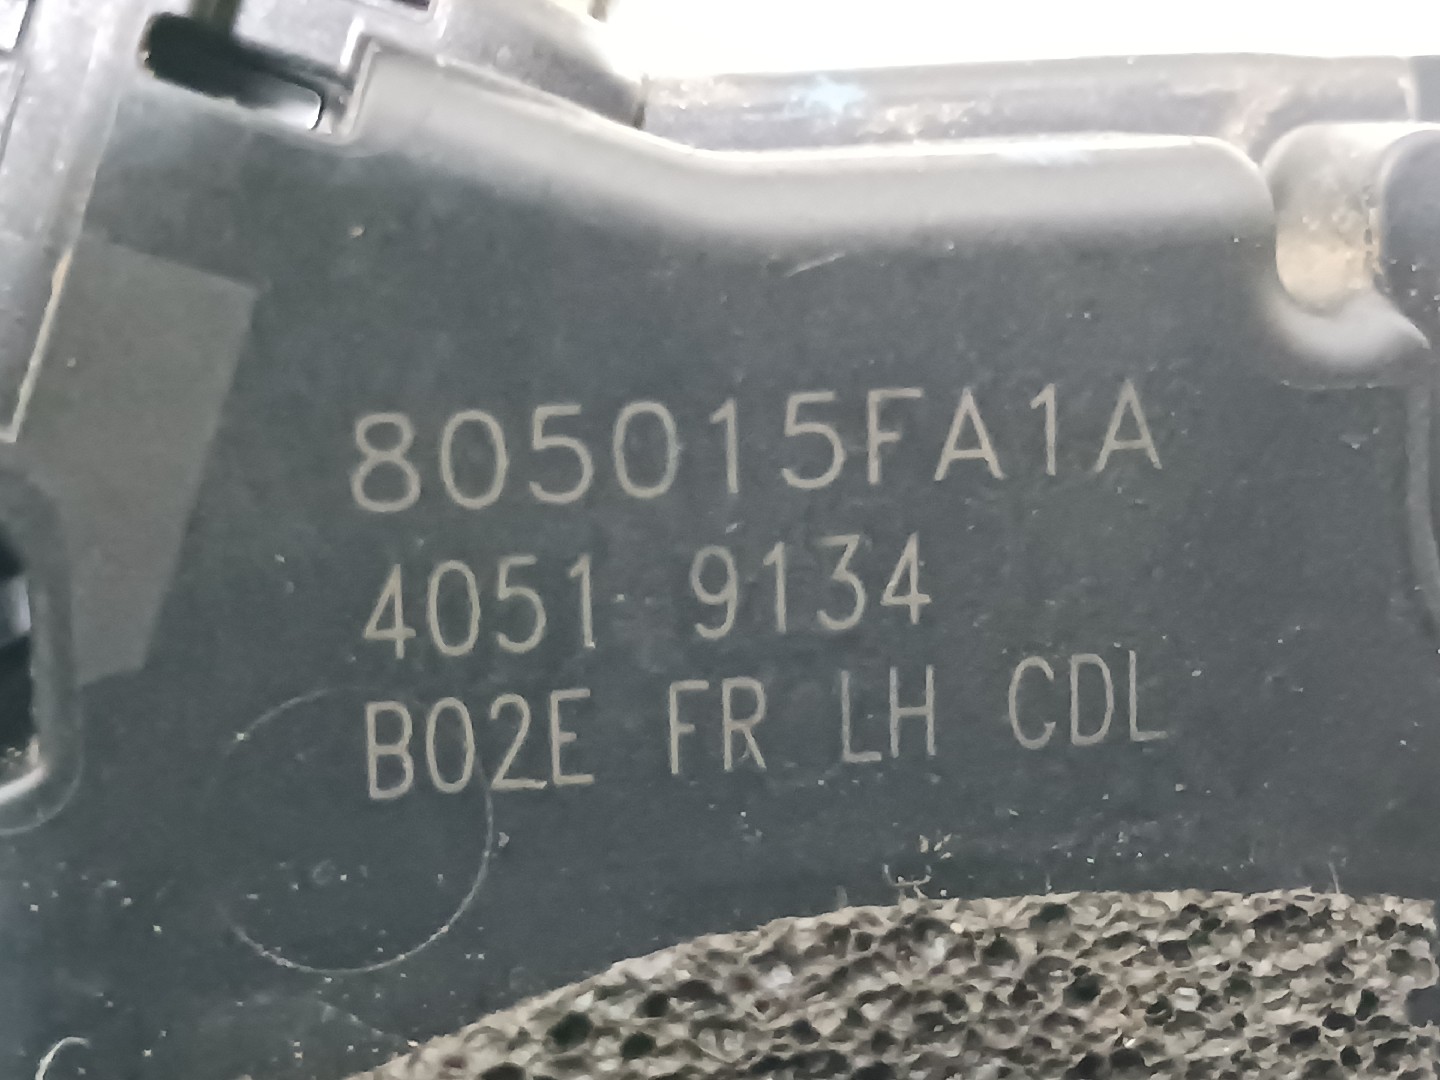 805015FA1A
4051 9134
B02E FR LH CDL